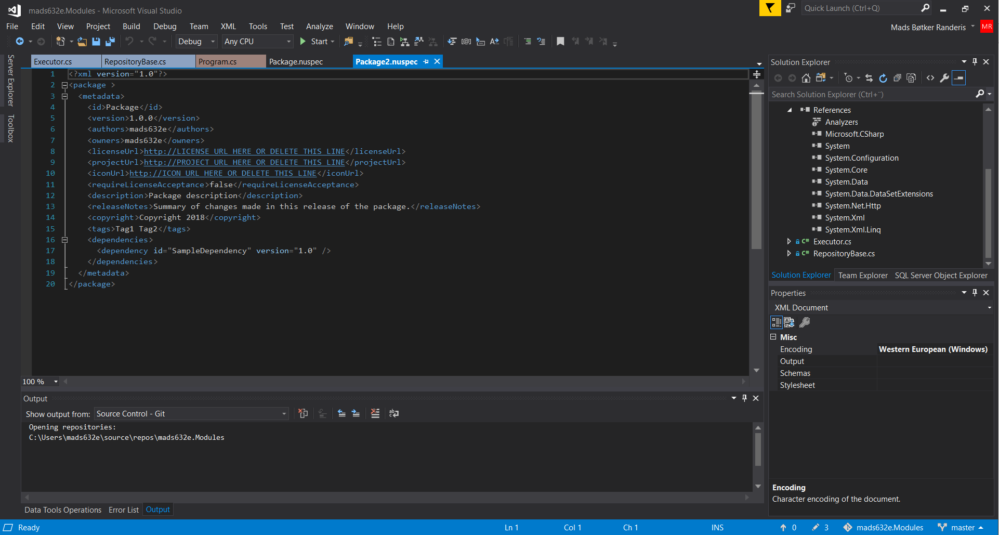 mads632e.Modules - Microsoft Visual Studio
Quick Launch (Ctrl+Q)
File Edit View Project Build Debug Team XML Tools Test Analyze Window Help
Mads Bøtker Randeris MR
Debug Any CPU Start
Server Explorer
Toolbox
Executor.cs RepositoryBase.cs Program.cs Package.nuspec Package2.nuspec
1 <?xml version="1.0"?>
2 <package >
3 <metadata>
4 <id>Package</id>
5 <version>1.0.0</version>
6 <authors>mads632e</authors>
7 <owners>mads632e</owners>
8 <licenseUrl>http://LICENSE_URL_HERE_OR_DELETE_THIS_LINE</licenseUrl>
9 <projectUrl>http://PROJECT_URL_HERE_OR_DELETE_THIS_LINE</projectUrl>
10 <iconUrl>http://ICON_URL_HERE_OR_DELETE_THIS_LINE</iconUrl>
11 <requireLicenseAcceptance>false</requireLicenseAcceptance>
12 <description>Package description</description>
13 <releaseNotes>Summary of changes made in this release of the package.</releaseNotes>
14 <copyright>Copyright 2018</copyright>
15 <tags>Tag1 Tag2</tags>
16 <dependencies>
17 <dependency id="SampleDependency" version="1.0" />
18 </dependencies>
19 </metadata>
20 </package>
100 %
Output
Show output from: Source Control - Git
Opening repositories:
C:\Users\mads632e\source\repos\mads632e.Modules
Data Tools Operations Error List Output
Solution Explorer
Search Solution Explorer (Ctrl+¨)
References
Analyzers
Microsoft.CSharp
System
System.Configuration
System.Core
System.Data
System.Data.DataSetExtensions
System.Net.Http
System.Xml
System.Xml.Linq
C# Executor.cs
C# RepositoryBase.cs
Solution Explorer Team Explorer SQL Server Object Explorer
Properties
XML Document
Misc
Encoding Western European (Windows)
Output
Schemas
Stylesheet
Encoding
Character encoding of the document.
Ready Ln 1 Col 1 Ch 1 INS 0 3 mads632e.Modules master